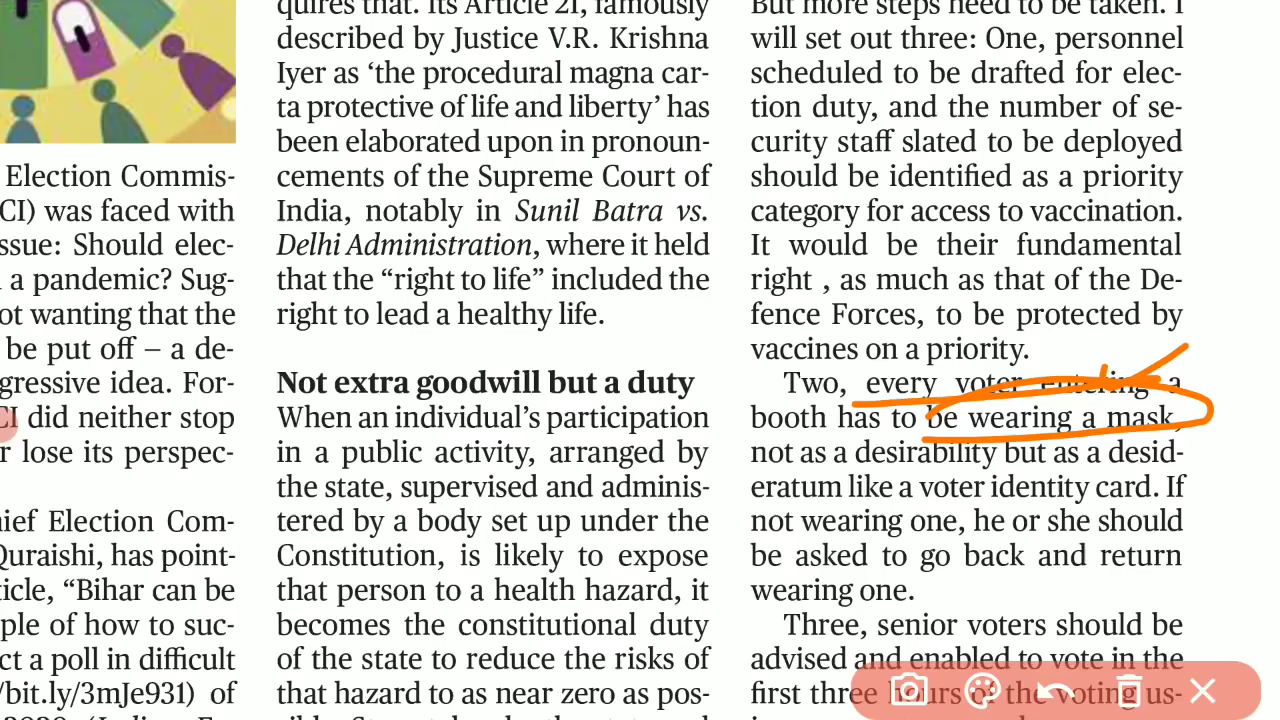 Election Commis-
CI) was faced with
ssue: Should elec-
a pandemic? Sug-
ot wanting that the
be put off – a de-
gressive idea. For-
CI did neither stop
r lose its perspec-
ief Election Com-
Quraishi, has point-
ticle, “Bihar can be
ple of how to suc-
ct a poll in difficult
/bit.ly/3mJe931) of
quires that. Its Article 21, famously
described by Justice V.R. Krishna
Iyer as ‘the procedural magna car-
ta protective of life and liberty’ has
been elaborated upon in pronoun-
cements of the Supreme Court of
India, notably in Sunil Batra vs.
Delhi Administration, where it held
that the “right to life” included the
right to lead a healthy life.
Not extra goodwill but a duty
When an individual’s participation
in a public activity, arranged by
the state, supervised and adminis-
tered by a body set up under the
Constitution, is likely to expose
that person to a health hazard, it
becomes the constitutional duty
of the state to reduce the risks of
that hazard to as near zero as pos-
But more steps need to be taken. I
will set out three: One, personnel
scheduled to be drafted for elec-
tion duty, and the number of se-
curity staff slated to be deployed
should be identified as a priority
category for access to vaccination.
It would be their fundamental
right , as much as that of the De-
fence Forces, to be protected by
vaccines on a priority.
Two, every voter entering a
booth has to be wearing a mask,
not as a desirability but as a desid-
eratum like a voter identity card. If
not wearing one, he or she should
be asked to go back and return
wearing one.
Three, senior voters should be
advised and enabled to vote in the
first three hours of the voting us-